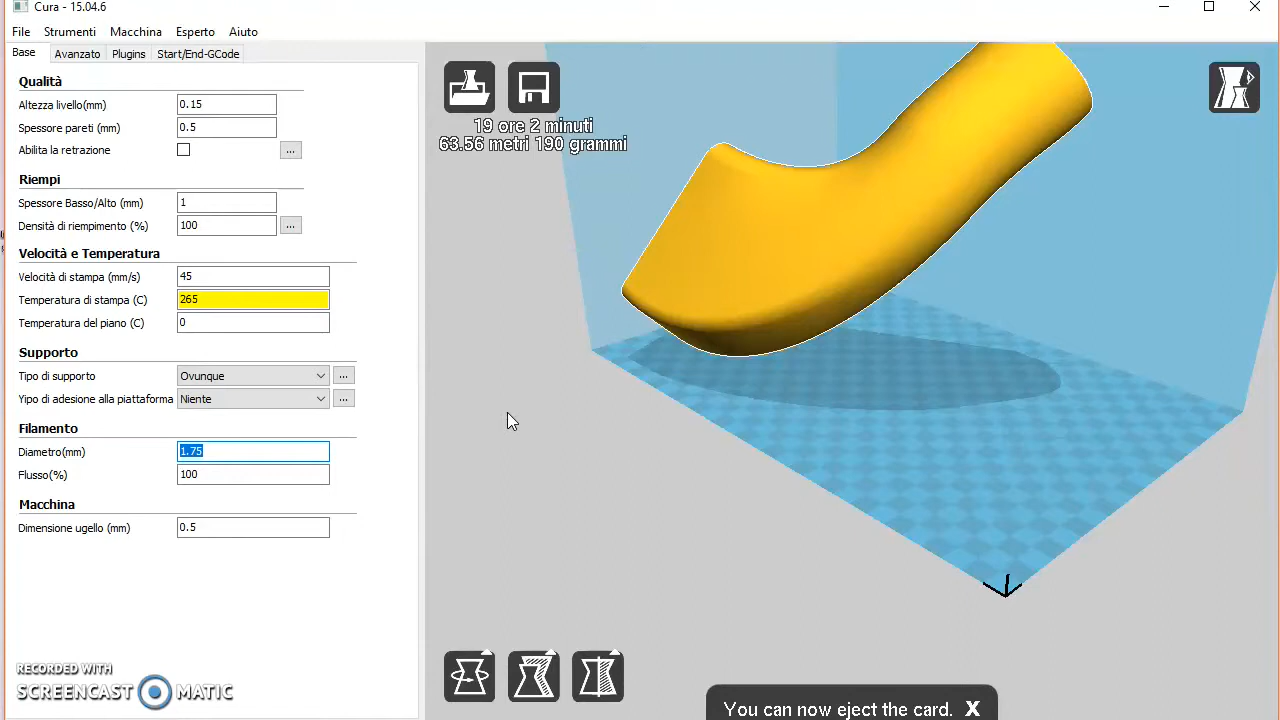 Cura - 15.04.6
File Strumenti Macchina Esperto Aiuto
Base Avanzato Plugins Start/End-GCode
Qualità
Altezza livello(mm) 0.15
Spessore pareti (mm) 0.5
Abilita la retrazione ...
Riempi
Spessore Basso/Alto (mm) 1
Densità di riempimento (%) 100 ...
Velocità e Temperatura
Velocità di stampa (mm/s) 45
Temperatura di stampa (C) 265
Temperatura del piano (C) 0
Supporto
Tipo di supporto Ovunque ...
Yipo di adesione alla piattaforma Niente ...
Filamento
Diametro(mm) 1.75
Flusso(%) 100
Macchina
Dimensione ugello (mm) 0.5
19 ore 2 minuti
63.56 metri 190 grammi
You can now eject the card. X
RECORDED WITH
SCREENCAST MATIC